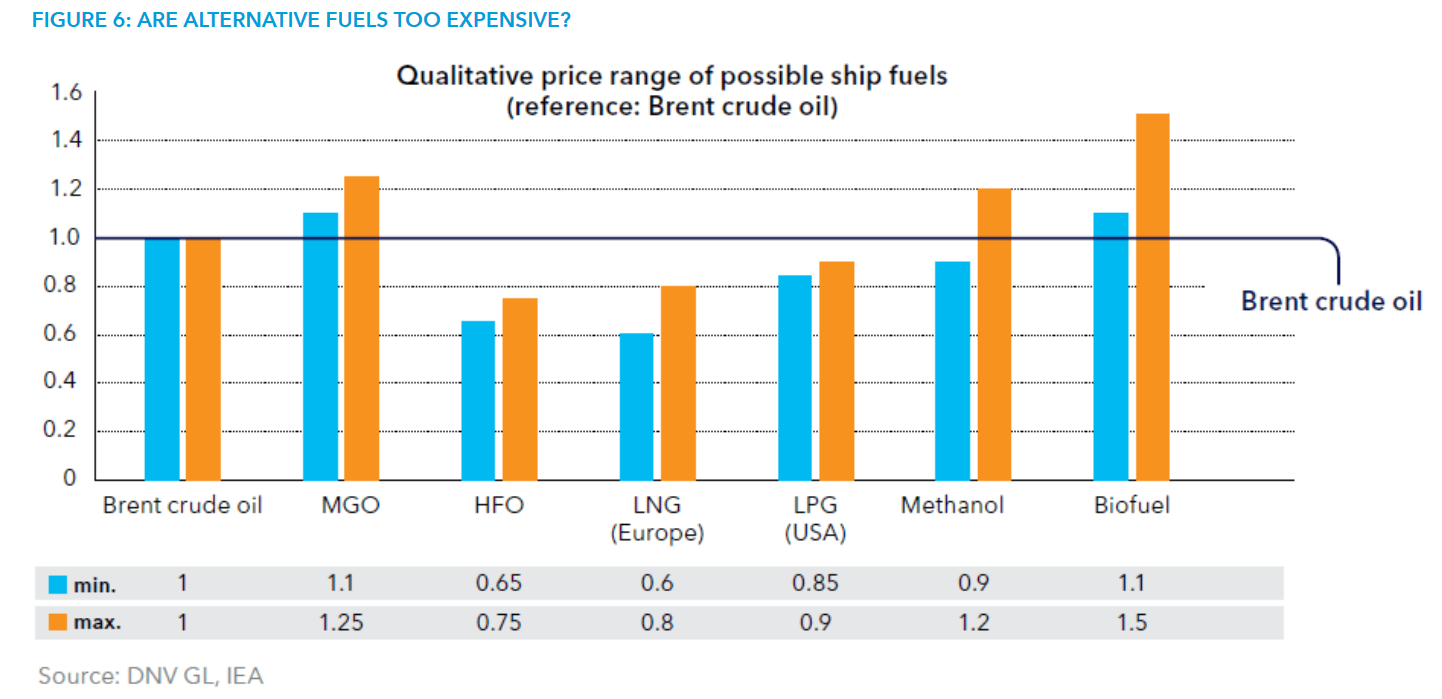 FIGURE 6: ARE ALTERNATIVE FUELS TOO EXPENSIVE?
Qualitative price range of possible ship fuels
(reference: Brent crude oil)
1.6
1.4
1.2
1.0
0.8
0.6
0.4
0.2
0
Brent crude oil
Brent crude oil MGO HFO LNG LPG Methanol Biofuel
(Europe) (USA)
min. 1 1.1 0.65 0.6 0.85 0.9 1.1
max. 1 1.25 0.75 0.8 0.9 1.2 1.5
Source: DNV GL, IEA